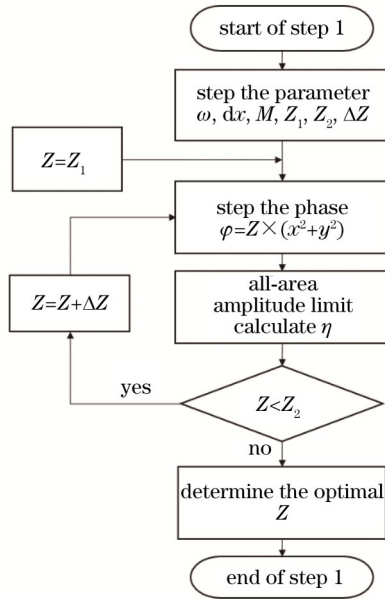 start of step 1
step the parameter
ω, dx, M, Z₁, Z₂, ΔZ
Z=Z₁
step the phase
φ=Z×(x²+y²)
all-area
amplitude limit
calculate η
Z=Z+ΔZ
yes
Z<Z₂
no
determine the optimal
Z
end of step 1